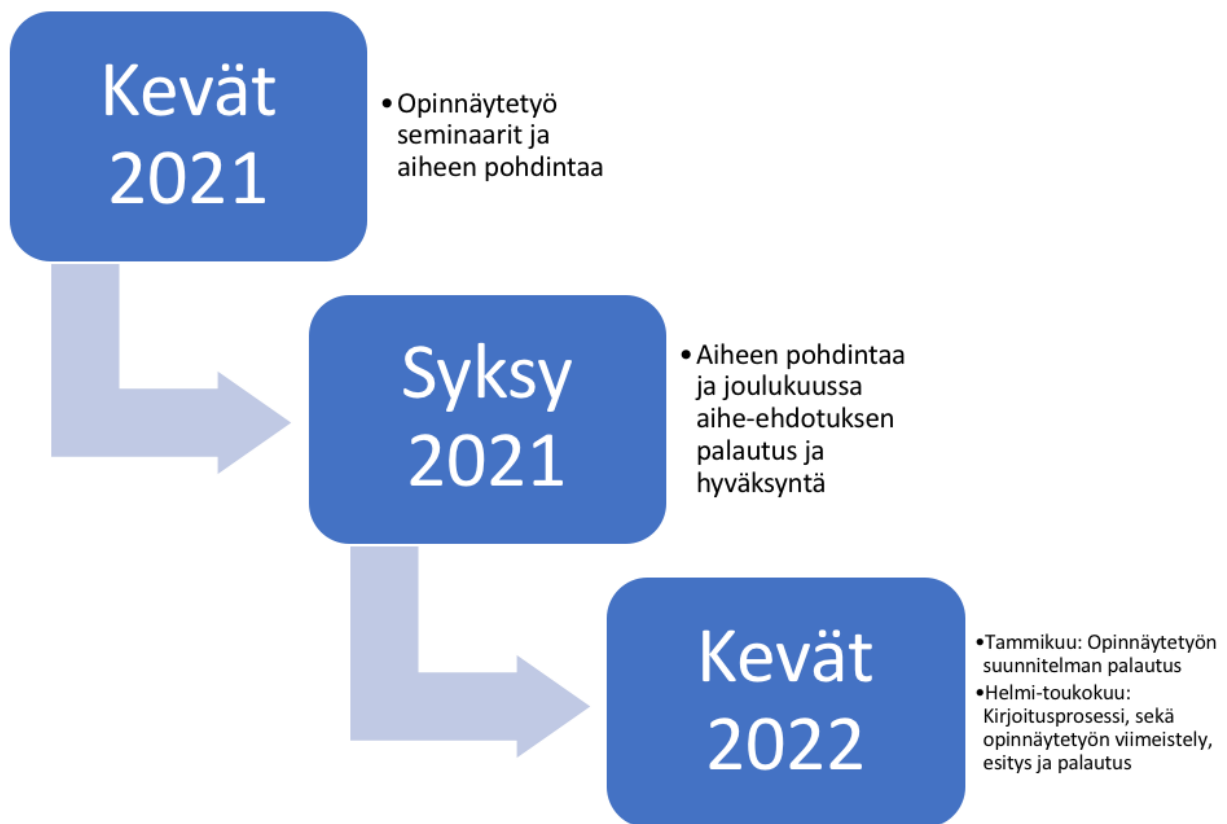 Kevät
2021
•Opinnäytetyö
seminaarit ja
aiheen pohdintaa
Syksy
2021
•Aiheen pohdintaa
ja joulukuussa
aihe-ehdotuksen
palautus ja
hyväksyntä
Kevät
2022
•Tammikuu: Opinnäytetyön
suunnitelman palautus
•Helmi-toukokuu:
Kirjoitusprosessi, sekä
opinnäytetyön viimeistely,
esitys ja palautus